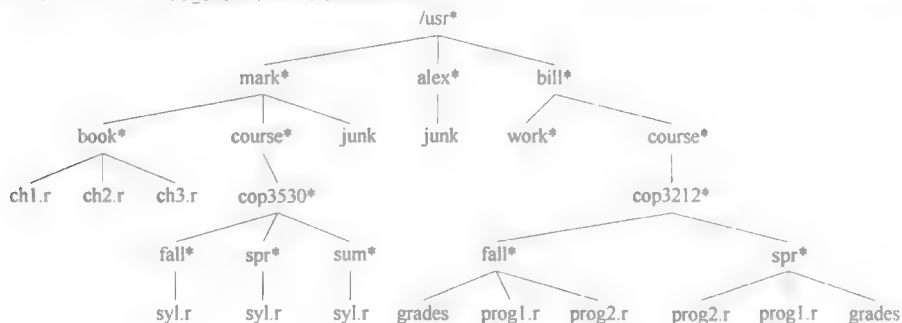 /usr*
mark* alex* bill*
book* course* junk junk work* course*
ch1.r ch2.r ch3.r cop3530* cop3212*
fall* spr* sum* fall* spr*
syl.r syl.r syl.r grades prog1.r prog2.r prog2.r prog1.r grades